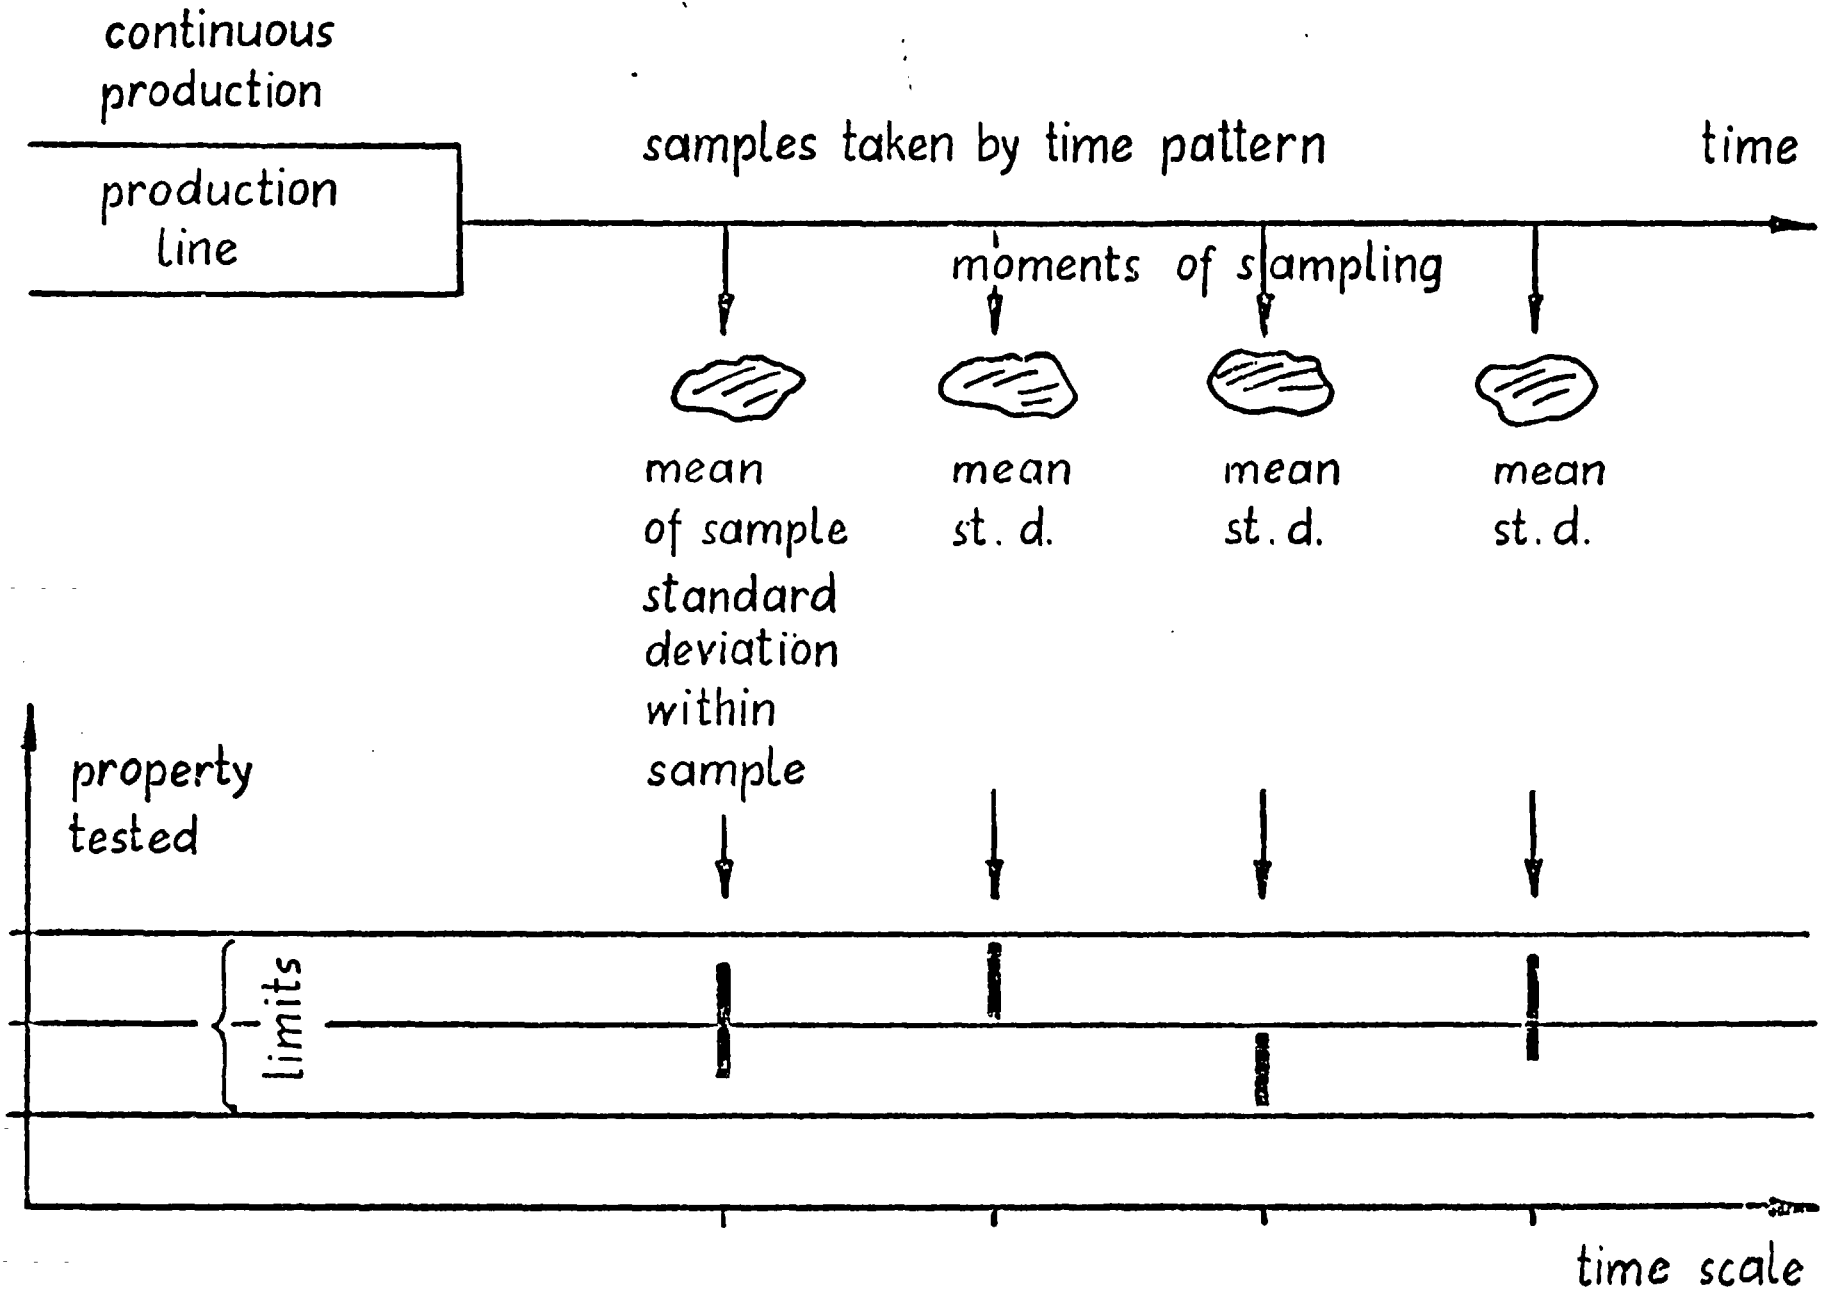 continuous
production
production
line
samples taken by time pattern
time
moments of sampling
mean
of sample
standard
deviation
within
sample
mean
st. d.
mean
st. d.
mean
st. d.
property
tested
limits
time scale